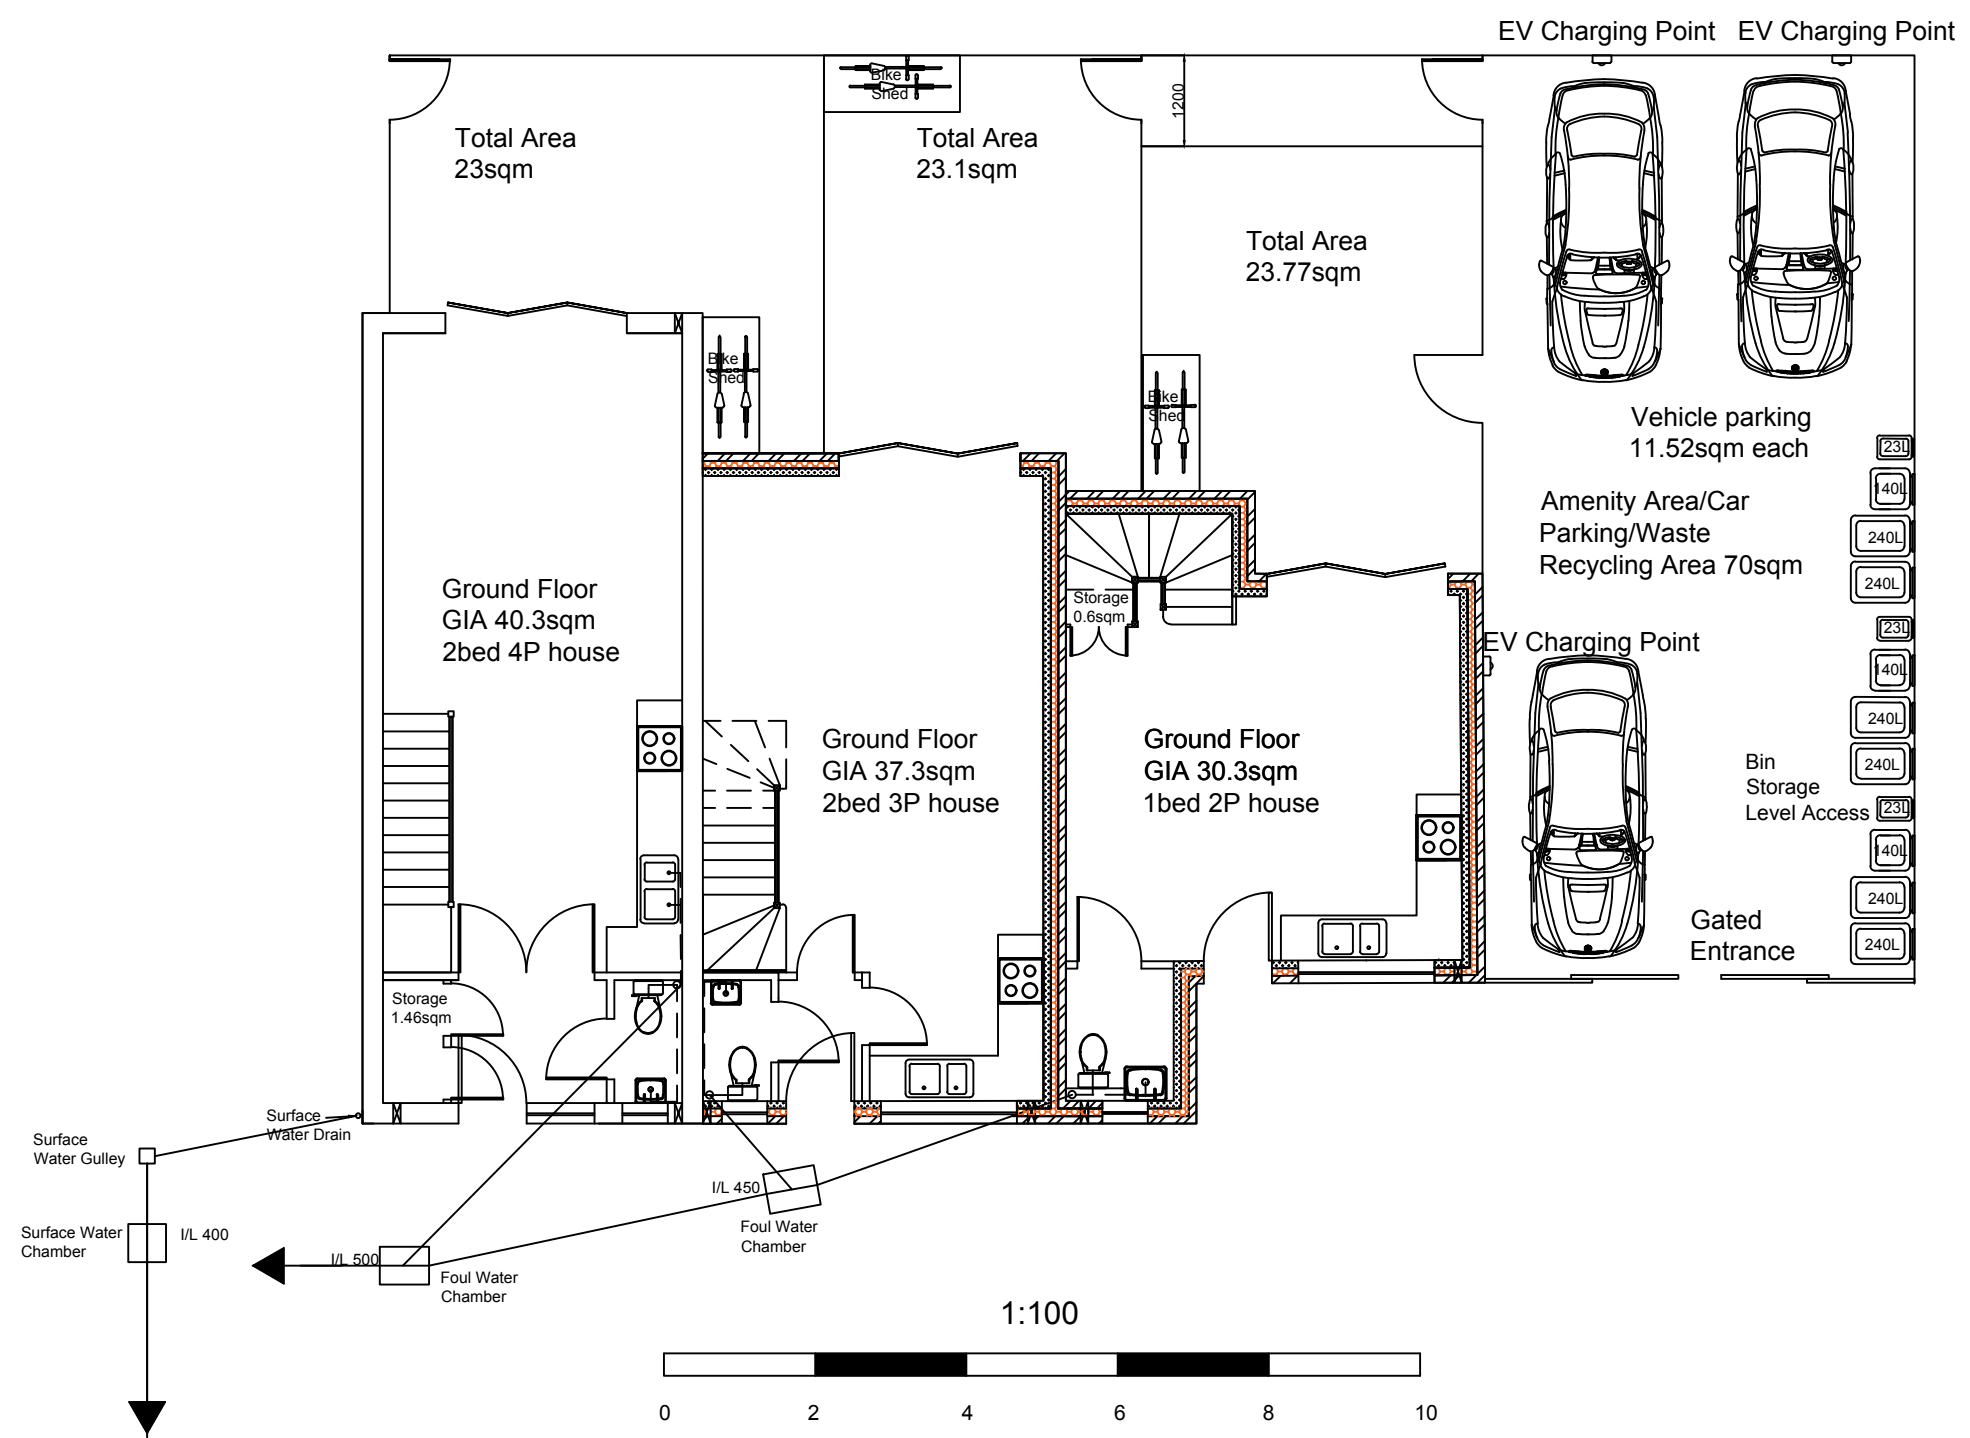 EV Charging Point
EV Charging Point
Bike
Shed
1200
Total Area
23sqm
Total Area
23.1sqm
Total Area
23.77sqm
Bike
Shed
Bike
Shed
Vehicle parking
11.52sqm each
Amenity Area/Car
Parking/Waste
Recycling Area 70sqm
23L
140L
240L
240L
23L
140L
240L
240L
23L
140L
240L
240L
Ground Floor
GIA 40.3sqm
2bed 4P house
Storage
0.6sqm
EV Charging Point
Ground Floor
GIA 37.3sqm
2bed 3P house
Ground Floor
GIA 30.3sqm
1bed 2P house
Bin
Storage
Level Access
Gated
Entrance
Storage
1.46sqm
Surface
Water Drain
Surface
Water Gulley
Surface Water
Chamber
I/L 400
I/L 450
Foul Water
Chamber
I/L 500
Foul Water
Chamber
1:100
0 2 4 6 8 10